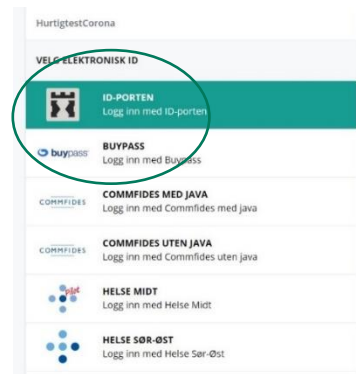 HurtigtestCorona
VELG ELEKTRONISK ID
ID-PORTEN
Logg inn med ID-porten
buypass
BUYPASS
Logg inn med Buypass
COMMFIDES
COMMFIDES MED JAVA
Logg inn med Commfides med java
COMMFIDES
COMMFIDES UTEN JAVA
Logg inn med Commfides uten java
pilot
HELSE MIDT
Logg inn med Helse Midt
HELSE SØR-ØST
Logg inn med Helse Sør-Øst